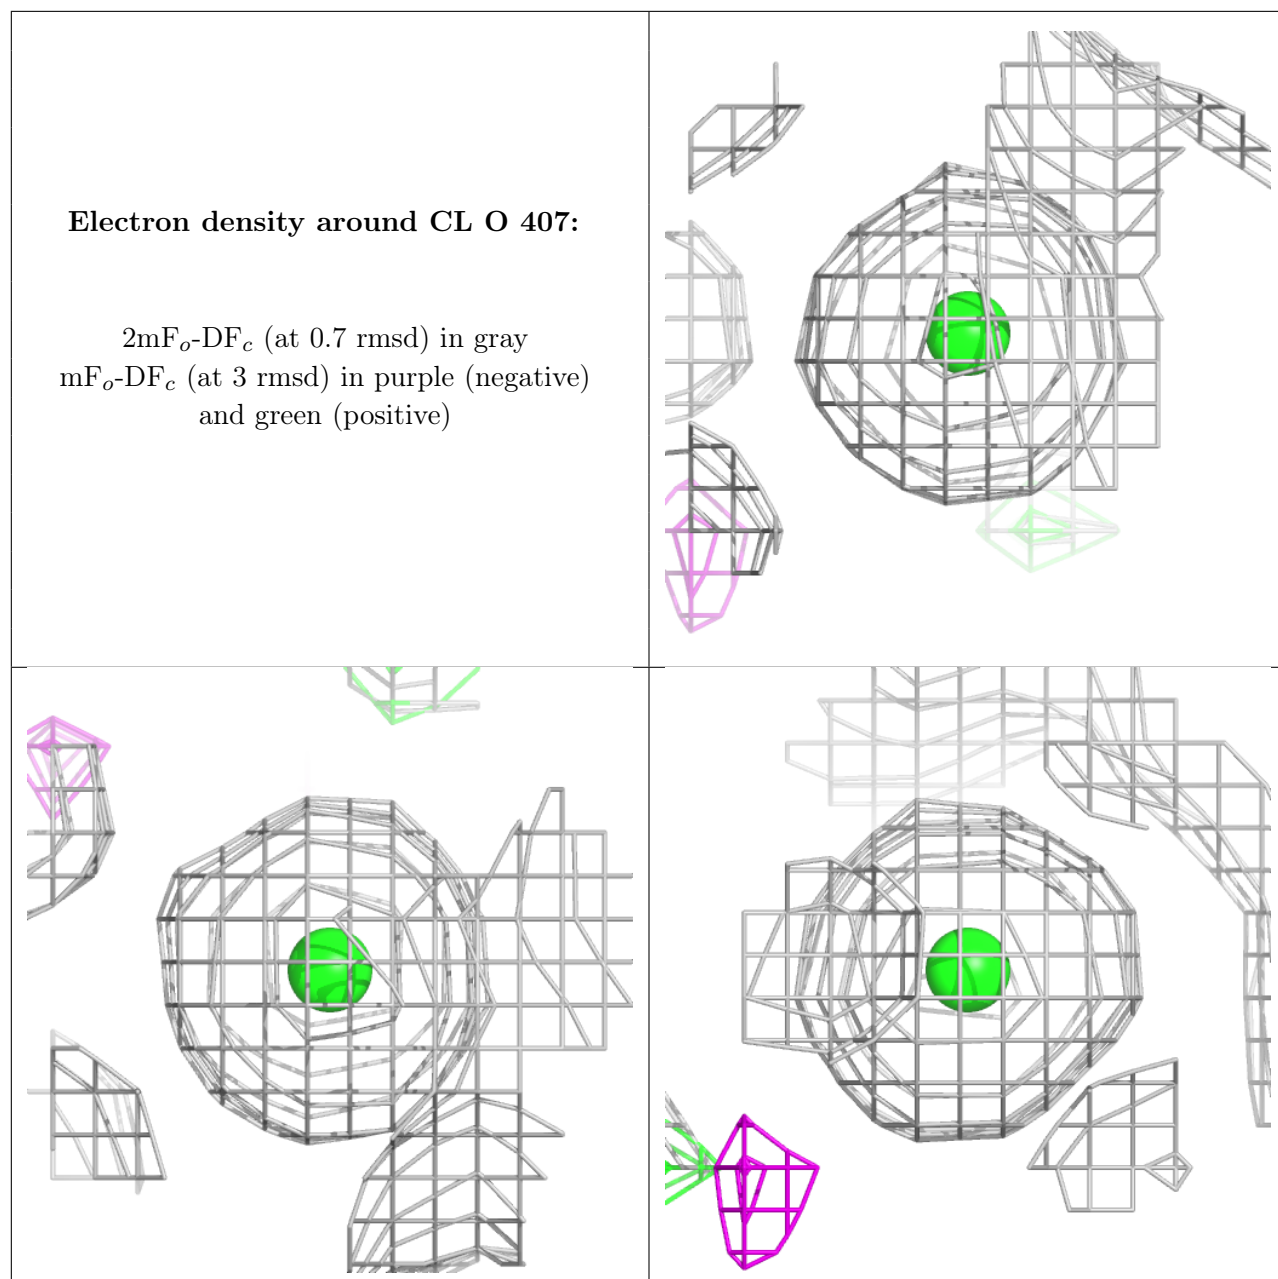 Electron density around CL O 407:
2mFo-DFc (at 0.7 rmsd) in gray
mFo-DFc (at 3 rmsd) in purple (negative)
and green (positive)